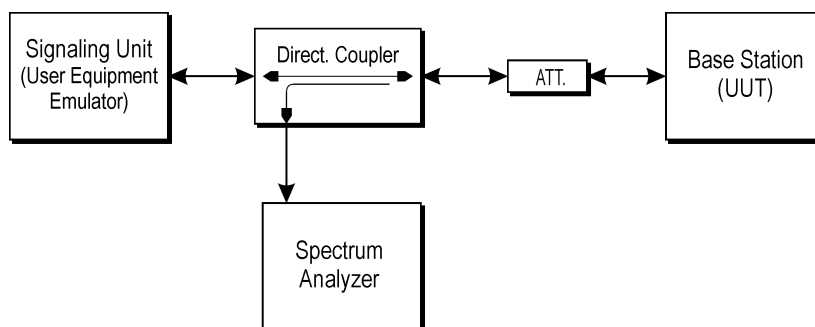 Signaling Unit
(User Equipment
Emulator)
Direct. Coupler
ATT.
Base Station
(UUT)
Spectrum
Analyzer